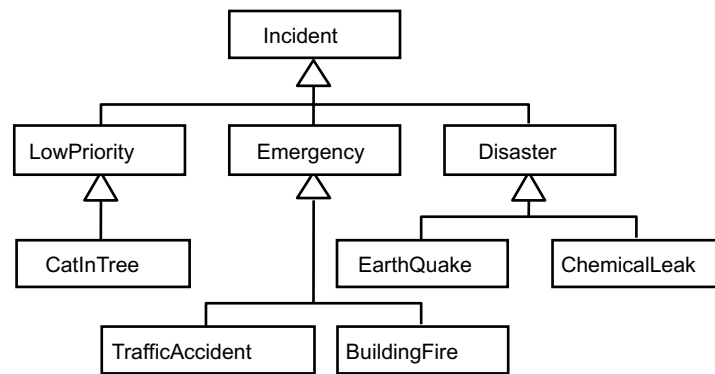 Incident
LowPriority
Emergency
Disaster
CatInTree
EarthQuake
ChemicalLeak
TrafficAccident
BuildingFire